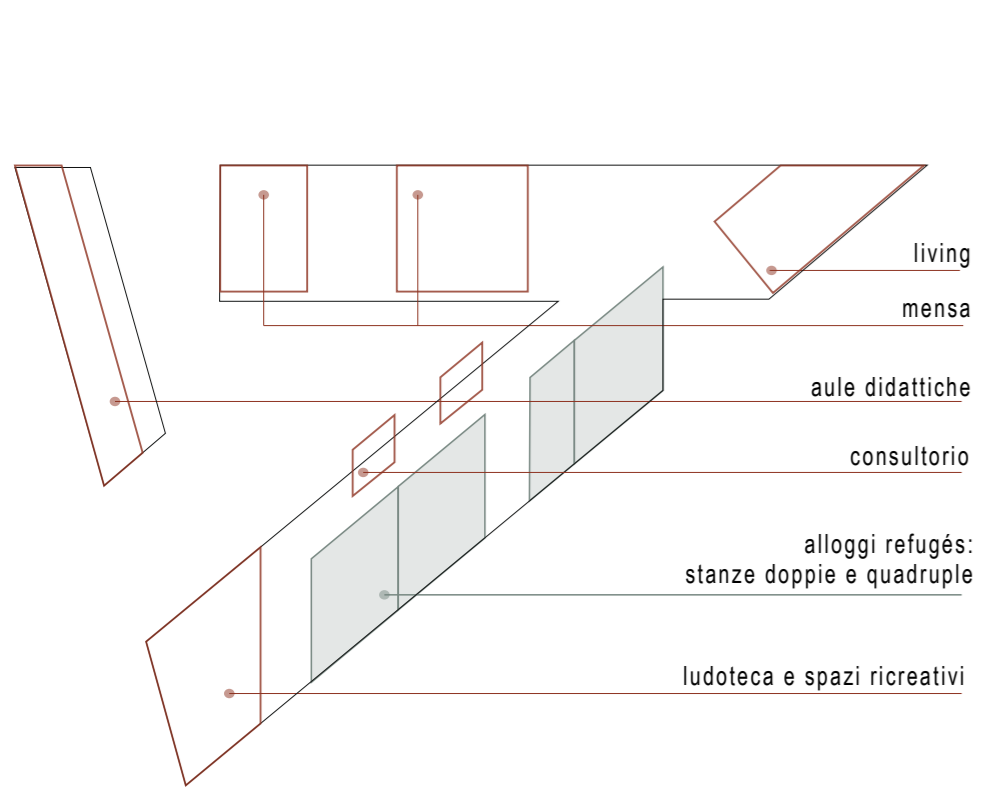 living
mensa
aule didattiche
consultorio
alloggi refugés:
stanze doppie e quadruple
ludoteca e spazi ricreativi